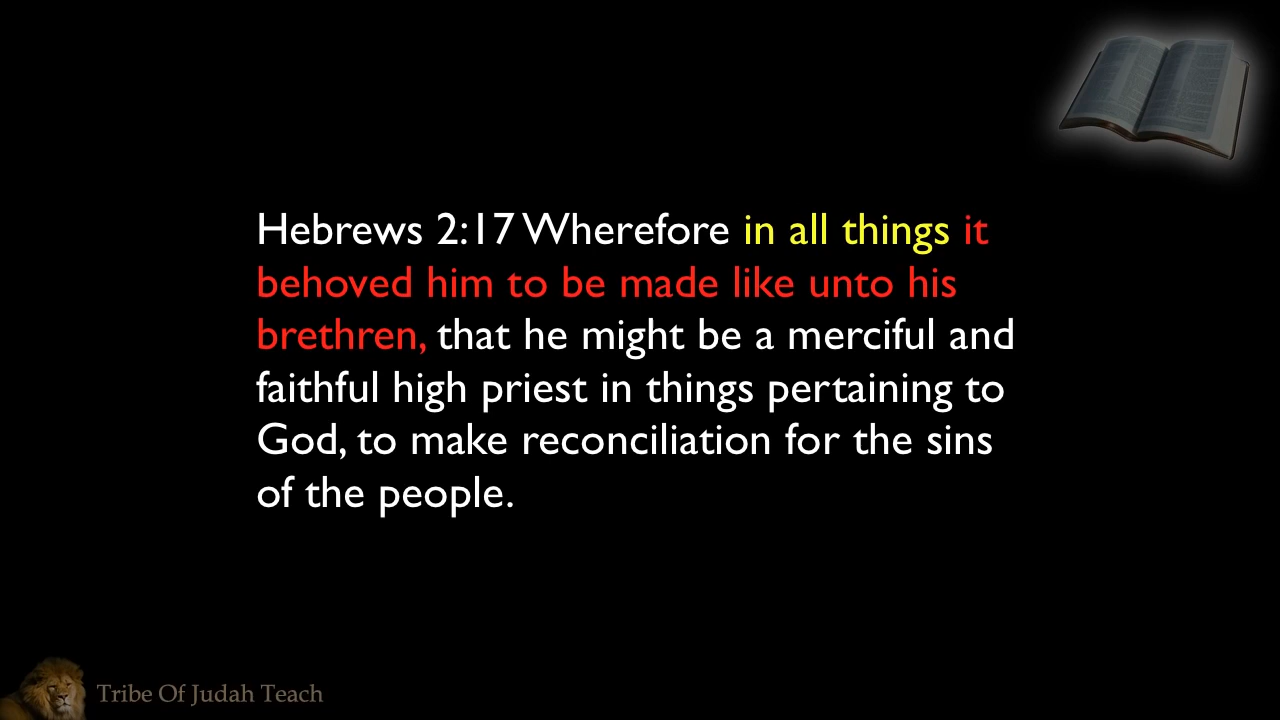 Hebrews 2:17 Wherefore in all things it
behoved him to be made like unto his
brethren, that he might be a merciful and
faithful high priest in things pertaining to
God, to make reconciliation for the sins
of the people.
Tribe Of Judah Teach